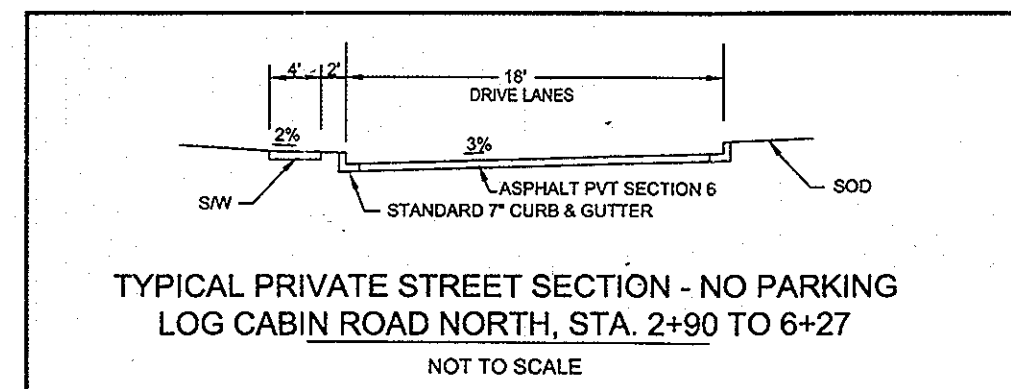 4' 2' 18'
DRIVE LANES
2% 3%
S/W
ASPHALT PVT SECTION 6
SOD
STANDARD 7" CURB & GUTTER
TYPICAL PRIVATE STREET SECTION - NO PARKING
LOG CABIN ROAD NORTH, STA. 2+90 TO 6+27
NOT TO SCALE